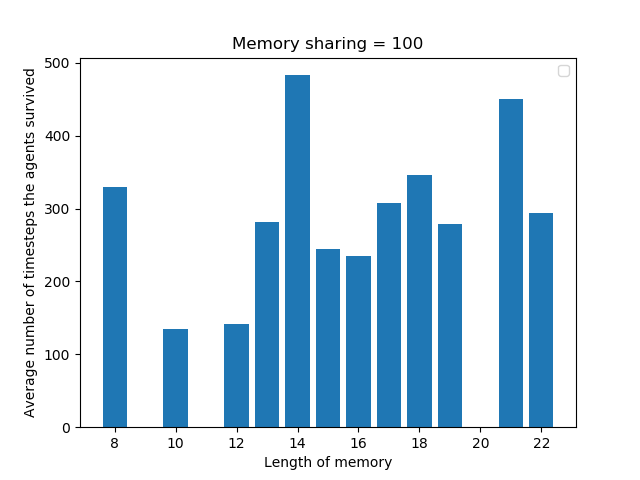 Memory sharing = 100
Average number of timesteps the agents survived
500
400
300
200
100
0
8 10 12 14 16 18 20 22
Length of memory